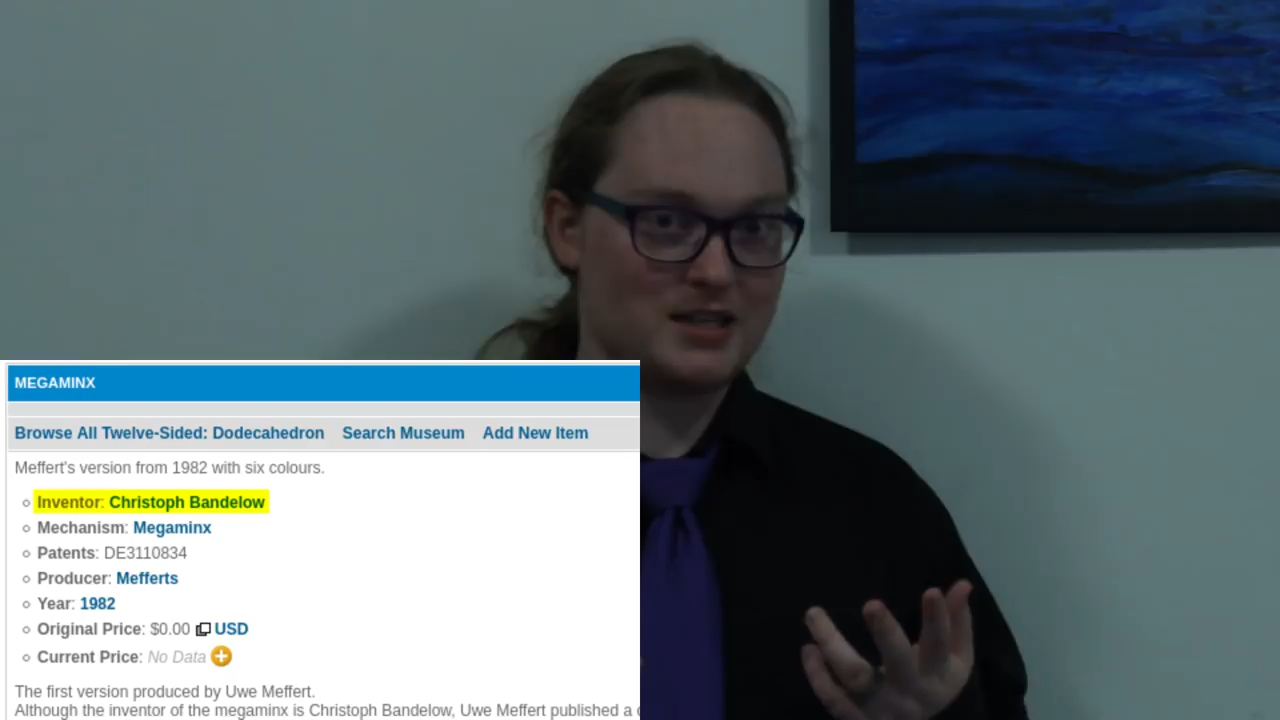 MEGAMINX
Browse All Twelve-Sided: Dodecahedron Search Museum Add New Item
Meffert's version from 1982 with six colours.
Inventor: Christoph Bandelow
Mechanism: Megaminx
Patents: DE3110834
Producer: Mefferts
Year: 1982
Original Price: $0.00 USD
Current Price: No Data
The first version produced by Uwe Meffert.
Although the inventor of the megaminx is Christoph Bandelow, Uwe Meffert published a